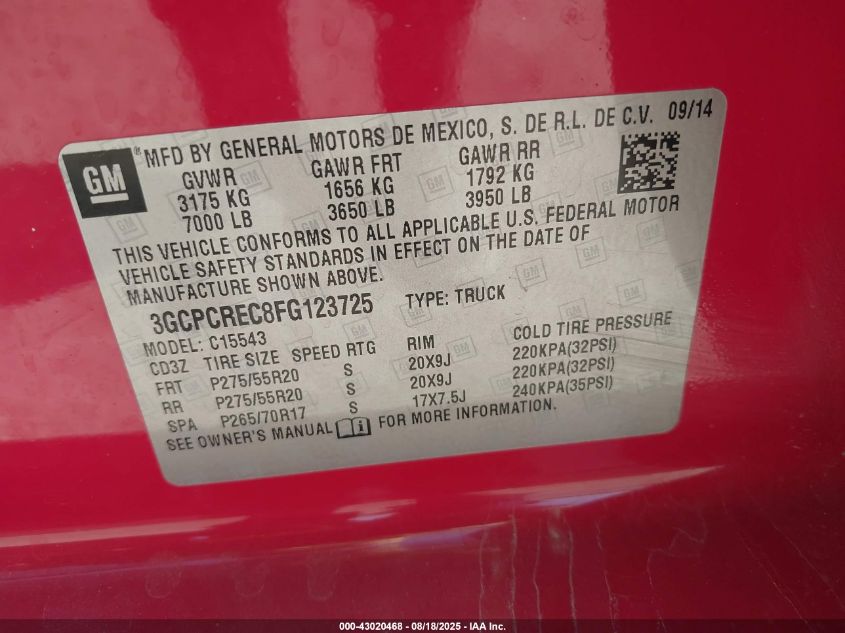 GM ® MFD BY GENERAL MOTORS DE MEXICO, S. DE R.L. DE C.V. 09/14
GVWR GAWR FRT GAWR RR
3175 KG 1656 KG 1792 KG
7000 LB 3650 LB 3950 LB
THIS VEHICLE CONFORMS TO ALL APPLICABLE U.S. FEDERAL MOTOR
VEHICLE SAFETY STANDARDS IN EFFECT ON THE DATE OF
MANUFACTURE SHOWN ABOVE.
3GCPCREC8FG123725 TYPE: TRUCK
MODEL: C15543
CD3Z TIRE SIZE SPEED RTG RIM COLD TIRE PRESSURE
FRT P275/55R20 S 20X9J 220KPA(32PSI)
RR P275/55R20 S 20X9J 220KPA(32PSI)
SPA P265/70R17 S 17X7.5J 240KPA(35PSI)
SEE OWNER'S MANUAL FOR MORE INFORMATION.
000-43020468 - 08/18/2025 - IAA Inc.